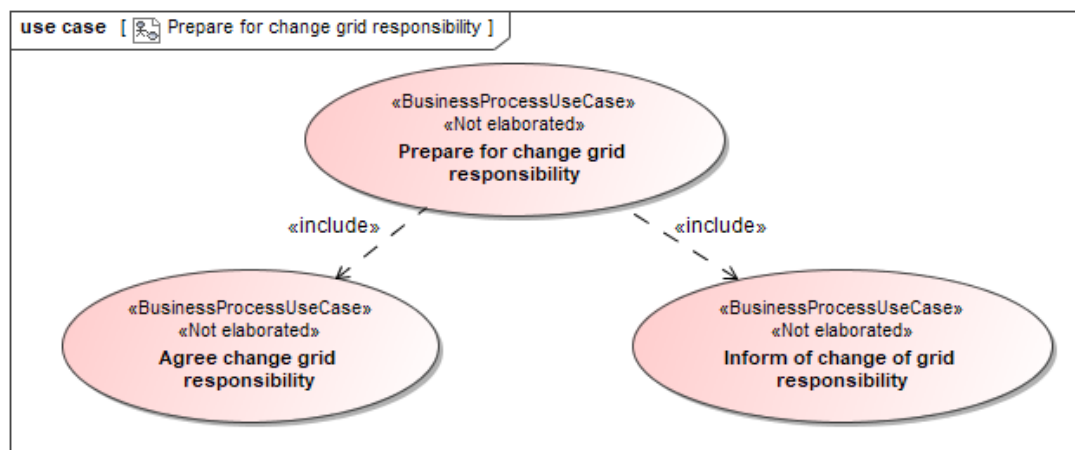 use case [ Prepare for change grid responsibility ]
«BusinessProcessUseCase»
«Not elaborated»
Prepare for change grid
responsibility
«include»
«include»
«BusinessProcessUseCase»
«Not elaborated»
Agree change grid
responsibility
«BusinessProcessUseCase»
«Not elaborated»
Inform of change of grid
responsibility